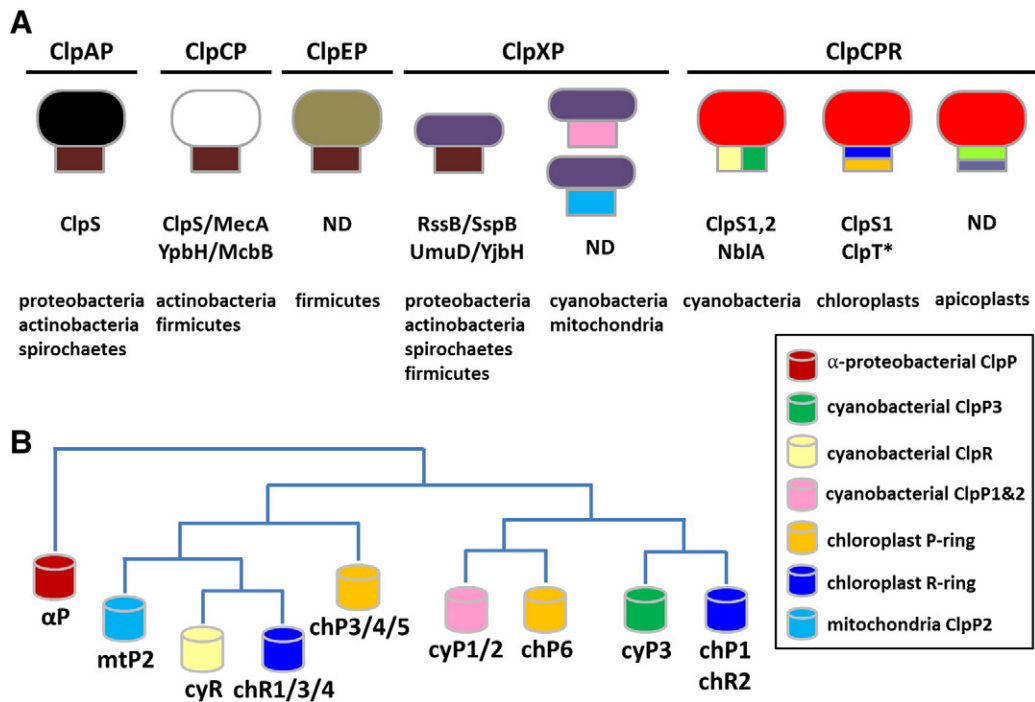 A
ClpAP
ClpCP
ClpEP
ClpXP
ClpCPR
ClpS
ClpS/MecA
YpbH/McbB
ND
RssB/SspB
UmuD/YjbH
ND
ClpS1,2
NblA
ClpS1
ClpT*
ND
proteobacteria
actinobacteria
spirochaetes
actinobacteria
firmicutes
firmicutes
proteobacteria
actinobacteria
spirochaetes
firmicutes
cyanobacteria
mitochondria
cyanobacteria
chloroplasts
apicoplasts
α-proteobacterial ClpP
cyanobacterial ClpP3
cyanobacterial ClpR
cyanobacterial ClpP1&2
chloroplast P-ring
chloroplast R-ring
mitochondria ClpP2
B
αP
mtP2
cyR
chR1/3/4
chP3/4/5
cyP1/2
chP6
cyP3
chP1
chR2